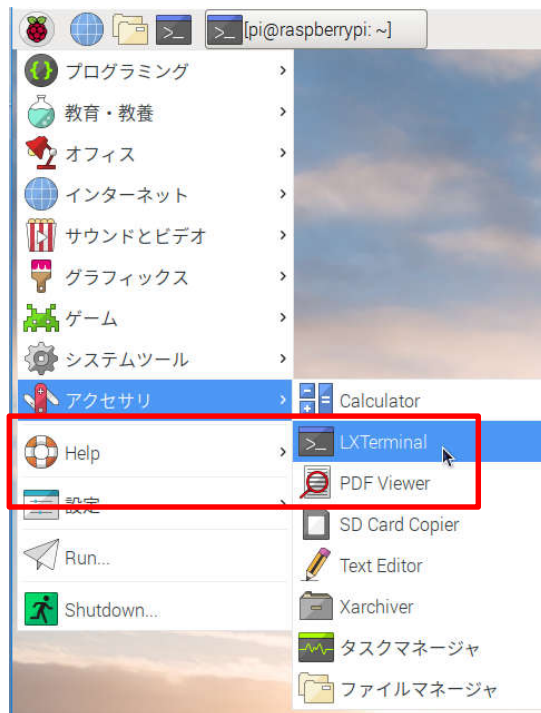 [pi@raspberrypi: ~]
プログラミング
教育・教養
オフィス
インターネット
サウンドとビデオ
グラフィックス
ゲーム
システムツール
アクセサリ
Help
設定
Run...
Shutdown...
Calculator
LXTerminal
PDF Viewer
SD Card Copier
Text Editor
Xarchiver
タスクマネージャ
ファイルマネージャ